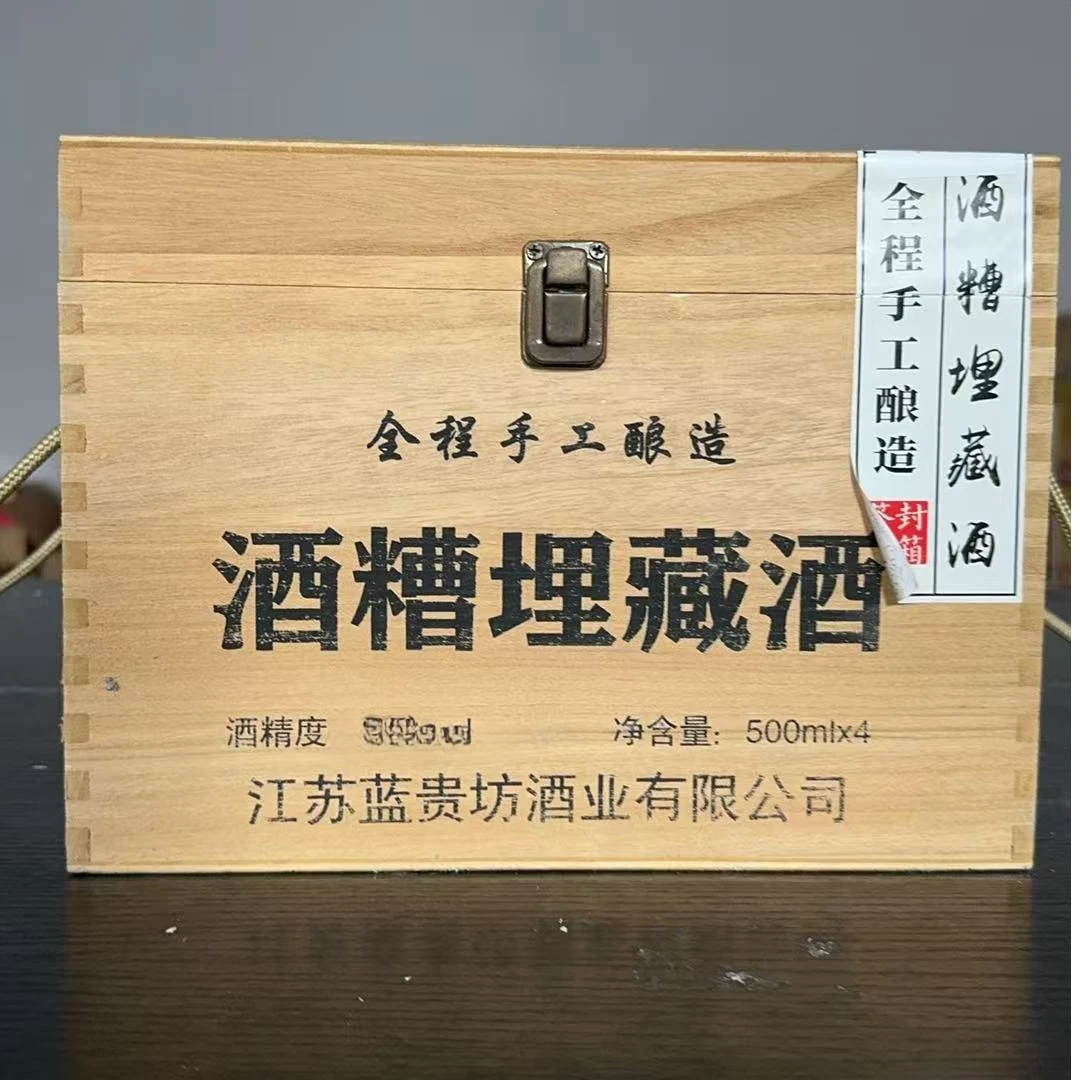 全程手工酿造
酒糟埋藏酒
酒精度
净含量：500mlx4
江苏蓝贵坊酒业有限公司
酒糟埋藏酒
全程手工酿造
封箱